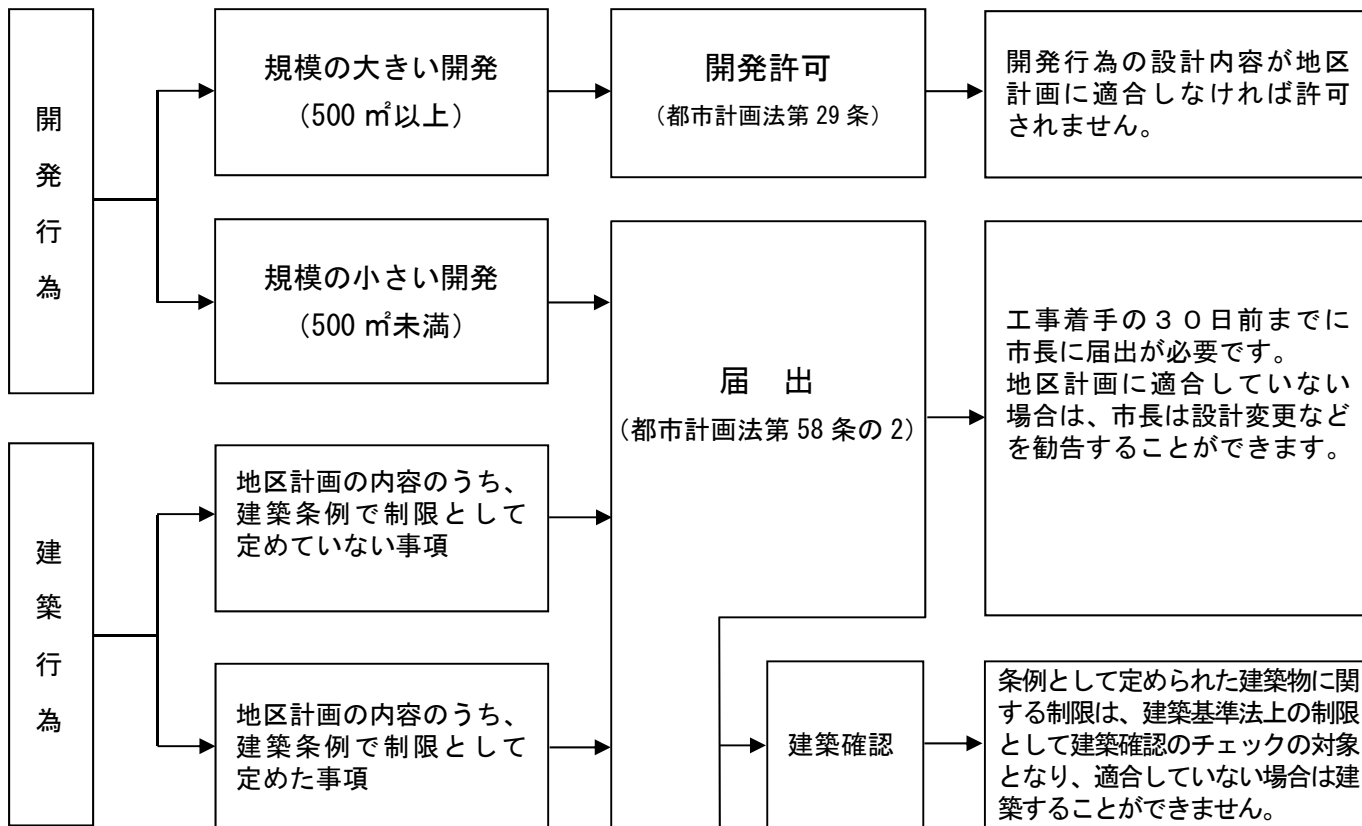 開発行為
規模の大きい開発
（500 ㎡以上）
開発許可
（都市計画法第 29 条）
開発行為の設計内容が地区
計画に適合しなければ許可
されません。
規模の小さい開発
（500 ㎡未満）
届　出
（都市計画法第 58 条の 2）
工事着手の３０日前までに
市長に届出が必要です。
地区計画に適合していない
場合は、市長は設計変更など
を勧告することができます。
建築行為
地区計画の内容のうち、
建築条例で制限として
定めていない事項
地区計画の内容のうち、
建築条例で制限として
定めた事項
建築確認
条例として定められた建築物に関
する制限は、建築基準法上の制限
として建築確認のチェックの対象
となり、適合していない場合は建
築することができません。